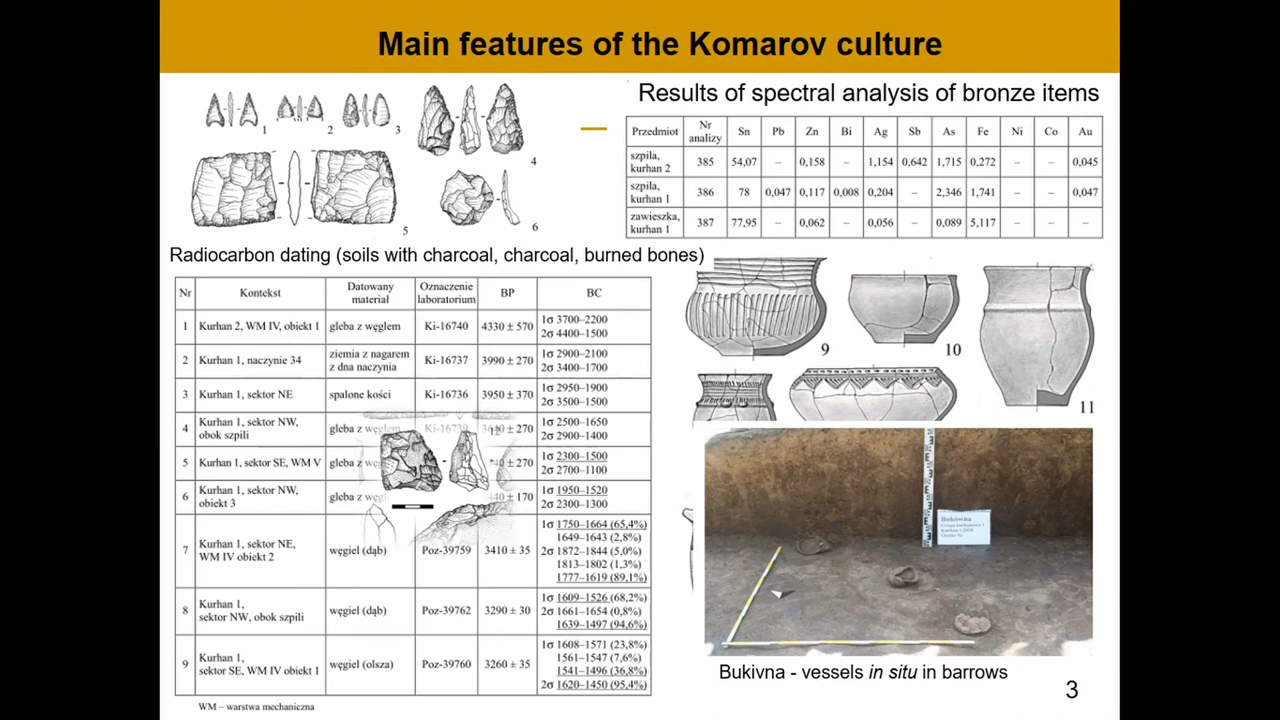 Main features of the Komarov culture
1 2 3 4
5 6
Results of spectral analysis of bronze items
Przedmiot Nr analizy Sn Pb Zn Bi Ag Sb As Fe Ni Co Au
szpila, kurhan 2 385 54,07 – 0,158 – 1,154 0,642 1,715 0,272 – – 0,045
szpila, kurhan 1 386 78 0,047 0,117 0,008 0,204 – 2,346 1,741 – – 0,047
zawieszka, kurhan 1 387 77,95 – 0,062 – 0,056 – 0,089 5,117 – – –
Radiocarbon dating (soils with charcoal, charcoal, burned bones)
Nr Kontekst Datowany materiał Oznaczenie laboratorium BP BC
1 Kurhan 2, WM IV, obiekt 1 gleba z węglem Ki-16740 4330 ± 570 1σ 3700–2200
2σ 4400–1500
2 Kurhan 1, naczynie 34 ziemia z nagarem z dna naczynia Ki-16737 3990 ± 270 1σ 2900–2100
2σ 3400–1700
3 Kurhan 1, sektor NE spalone kości Ki-16736 3950 ± 370 1σ 2950–1900
2σ 3500–1500
4 Kurhan 1, sektor NW, obok szpili gleba z węglem ± 270 1σ 2500–1650
2σ 2900–1400
5 Kurhan 1, sektor SE, WM V gleba z ± 270 1σ 2300–1500
2σ 2700–1100
6 Kurhan 1, sektor NW, obiekt 3 gleba z ± 170 1σ 1950–1520
2σ 2300–1300
7 Kurhan 1, sektor NE, WM IV obiekt 2 węgiel (dąb) Poz-39759 3410 ± 35 1σ 1750–1664 (65,4%)
1649–1643 (2,8%)
2σ 1872–1844 (5,0%)
1813–1802 (1,3%)
1777–1619 (89,1%)
8 Kurhan 1, sektor NW, obok szpili węgiel (dąb) Poz-39762 3290 ± 30 1σ 1609–1526 (68,2%)
2σ 1661–1654 (0,8%)
1639–1497 (94,6%)
9 Kurhan 1, sektor SE, WM IV obiekt 1 węgiel (olsza) Poz-39760 3260 ± 35 1σ 1608–1571 (23,8%)
1561–1547 (7,6%)
1541–1496 (36,8%)
2σ 1620–1450 (95,4%)
WM – warstwa mechaniczna
12
9 10 11
Bukówna
Bukivna - vessels in situ in barrows
3